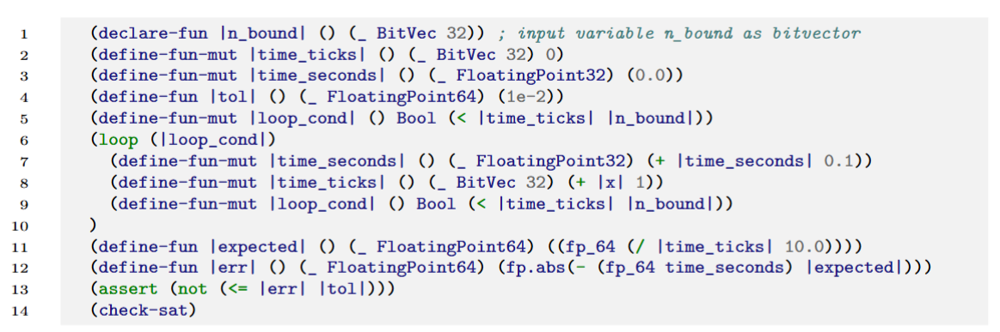 1 (declare-fun |n_bound| () (_ BitVec 32)) ; input variable n_bound as bitvector
2 (define-fun-mut |time_ticks| () (_ BitVec 32) 0)
3 (define-fun-mut |time_seconds| () (_ FloatingPoint32) (0.0))
4 (define-fun |tol| () (_ FloatingPoint64) (1e-2))
5 (define-fun-mut |loop_cond| () Bool (< |time_ticks| |n_bound|))
6 (loop (|loop_cond|)
7 (define-fun-mut |time_seconds| () (_ FloatingPoint32) (+ |time_seconds| 0.1))
8 (define-fun-mut |time_ticks| () (_ BitVec 32) (+ |x| 1))
9 (define-fun-mut |loop_cond| () Bool (< |time_ticks| |n_bound|))
10 )
11 (define-fun |expected| () (_ FloatingPoint64) ((fp_64 (/ |time_ticks| 10.0))))
12 (define-fun |err| () (_ FloatingPoint64) (fp.abs(- (fp_64 time_seconds) |expected|)))
13 (assert (not (<= |err| |tol|)))
14 (check-sat)